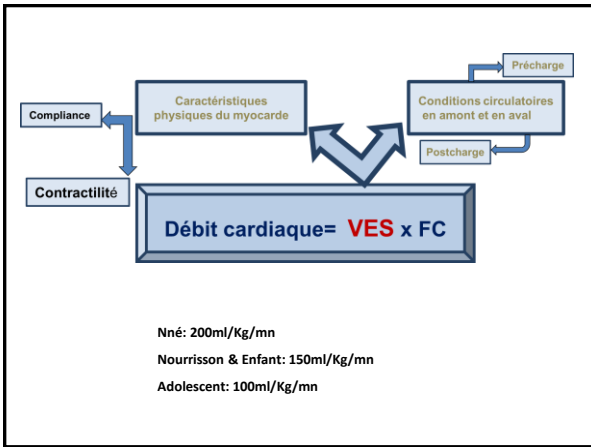 Précharge
Caractéristiques
physiques du myocarde
Conditions circulatoires
en amont et en aval
Compliance
Postcharge
Contractilité
Débit cardiaque= VES x FC
Nné: 200ml/Kg/mn
Nourrisson & Enfant: 150ml/Kg/mn
Adolescent: 100ml/Kg/mn